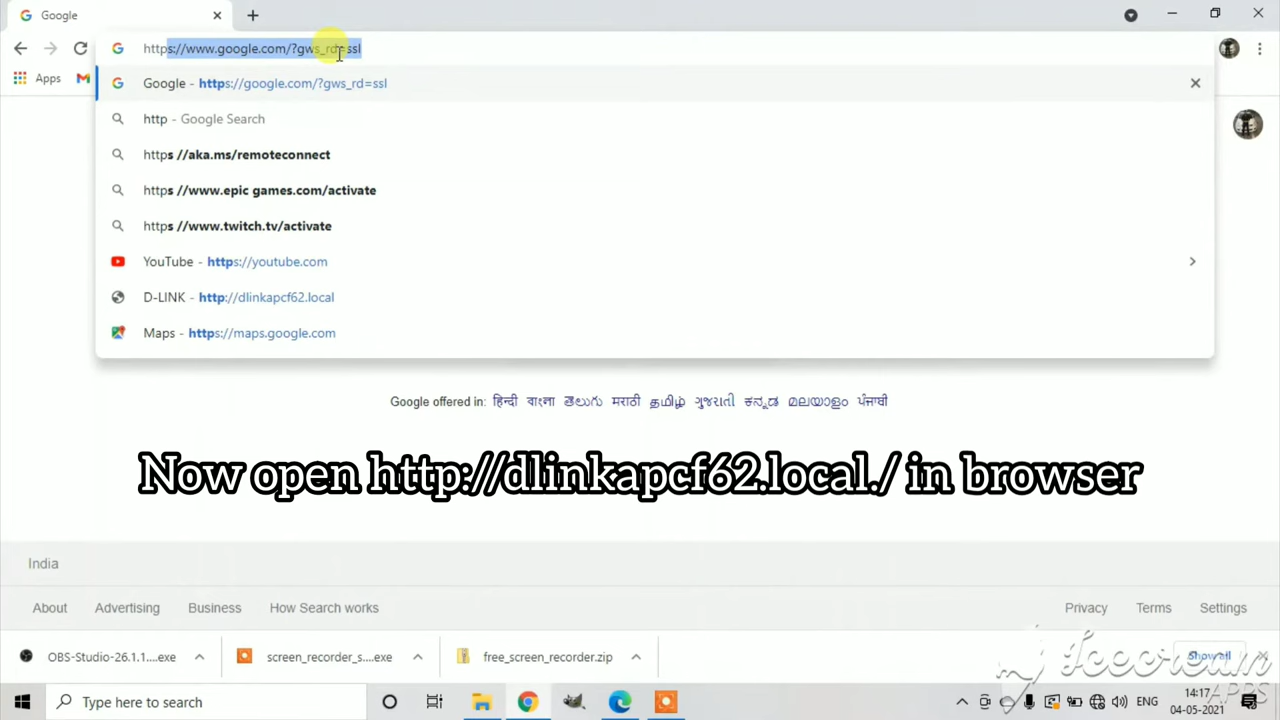 Google
https://www.google.com/?gws_rd=ssl
Apps
Google - https://google.com/?gws_rd=ssl
http - Google Search
https //aka.ms/remoteconnect
https //www.epic games.com/activate
https //www.twitch.tv/activate
YouTube - https://youtube.com
D-LINK - http://dlinkapcf62.local
Maps - https://maps.google.com
Google offered in: हिन्दी বাংলা తెలుగు मराठी தமிழ் ગુજરાતી ಕನ್ನಡ മലയാളം ਪੰਜਾਬੀ
Now open http://dlinkapcf62.local./ in browser
India
About Advertising Business How Search works Privacy Terms Settings
OBS-Studio-26.1.1....exe screen_recorder_s....exe free_screen_recorder.zip Show all
Icecream
APPS
Type here to search ENG 14:17
04-05-2021